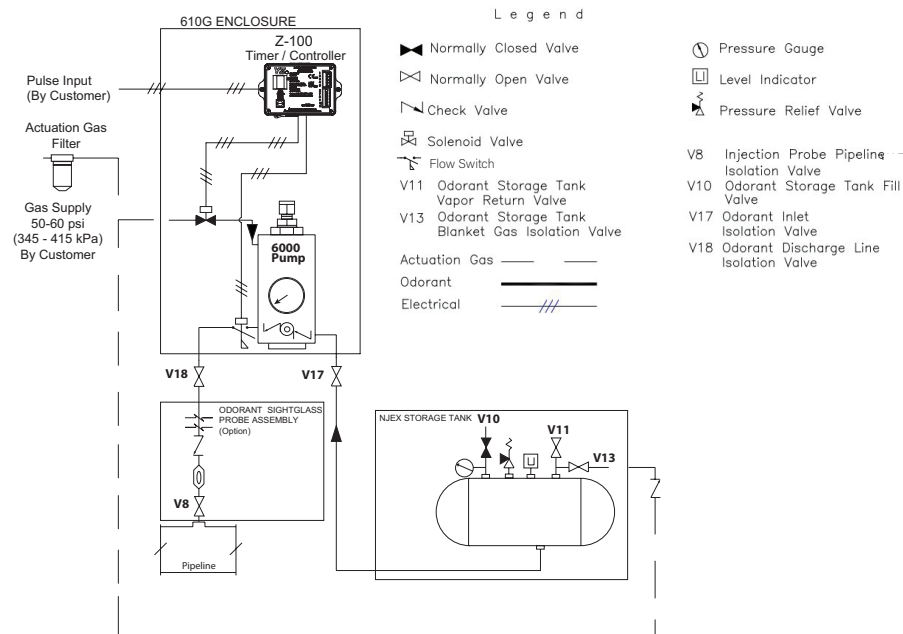 610G ENCLOSURE
Z-100
Timer / Controller
Pulse Input
(By Customer)
Actuation Gas
Filter
Gas Supply
50-60 psi
(345 - 415 kPa)
By Customer
6000
Pump
V18
V17
ODORANT SIGHTGLASS
PROBE ASSEMBLY
(Option)
V8
Pipeline
NJEX STORAGE TANK
V10
V11
V13
Legend
Normally Closed Valve
Normally Open Valve
Check Valve
Solenoid Valve
Flow Switch
V11 Odorant Storage Tank
Vapor Return Valve
V13 Odorant Storage Tank
Blanket Gas Isolation Valve
Actuation Gas
Odorant
Electrical
Pressure Gauge
Level Indicator
Pressure Relief Valve
V8 Injection Probe Pipeline
Isolation Valve
V10 Odorant Storage Tank Fill
Valve
V17 Odorant Inlet
Isolation Valve
V18 Odorant Discharge Line
Isolation Valve